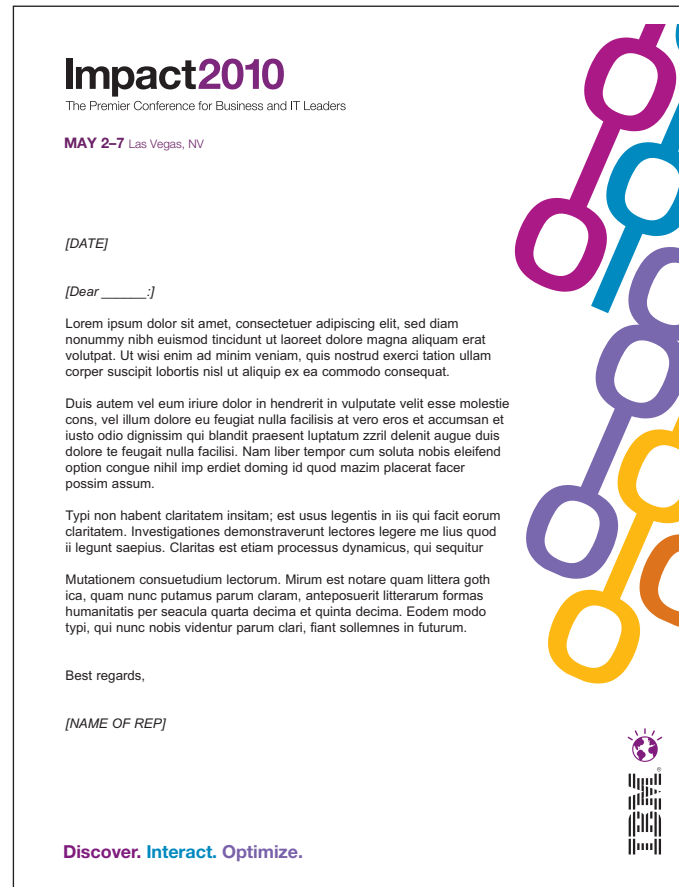 Impact2010
The Premier Conference for Business and IT Leaders
MAY 2–7 Las Vegas, NV
[DATE]
[Dear ______:]
Lorem ipsum dolor sit amet, consectetuer adipiscing elit, sed diam
nonummy nibh euismod tincidunt ut laoreet dolore magna aliquam erat
volutpat. Ut wisi enim ad minim veniam, quis nostrud exerci tation ullam
corper suscipit lobortis nisl ut aliquip ex ea commodo consequat.
Duis autem vel eum iriure dolor in hendrerit in vulputate velit esse molestie
cons, vel illum dolore eu feugiat nulla facilisis at vero eros et accumsan et
iusto odio dignissim qui blandit praesent luptatum zzril delenit augue duis
dolore te feugait nulla facilisi. Nam liber tempor cum soluta nobis eleifend
option congue nihil imp erdiet doming id quod mazim placerat facer
possim assum.
Typi non habent claritatem insitam; est usus legentis in iis qui facit eorum
claritatem. Investigationes demonstraverunt lectores legere me lius quod
ii legunt saepius. Claritas est etiam processus dynamicus, qui sequitur
Mutationem consuetudium lectorum. Mirum est notare quam littera goth
ica, quam nunc putamus parum claram, anteposuerit litterarum formas
humanitatis per seacula quarta decima et quinta decima. Eodem modo
typi, qui nunc nobis videntur parum clari, fiant sollemnes in futurum.
Best regards,
[NAME OF REP]
IBM®
Discover. Interact. Optimize.